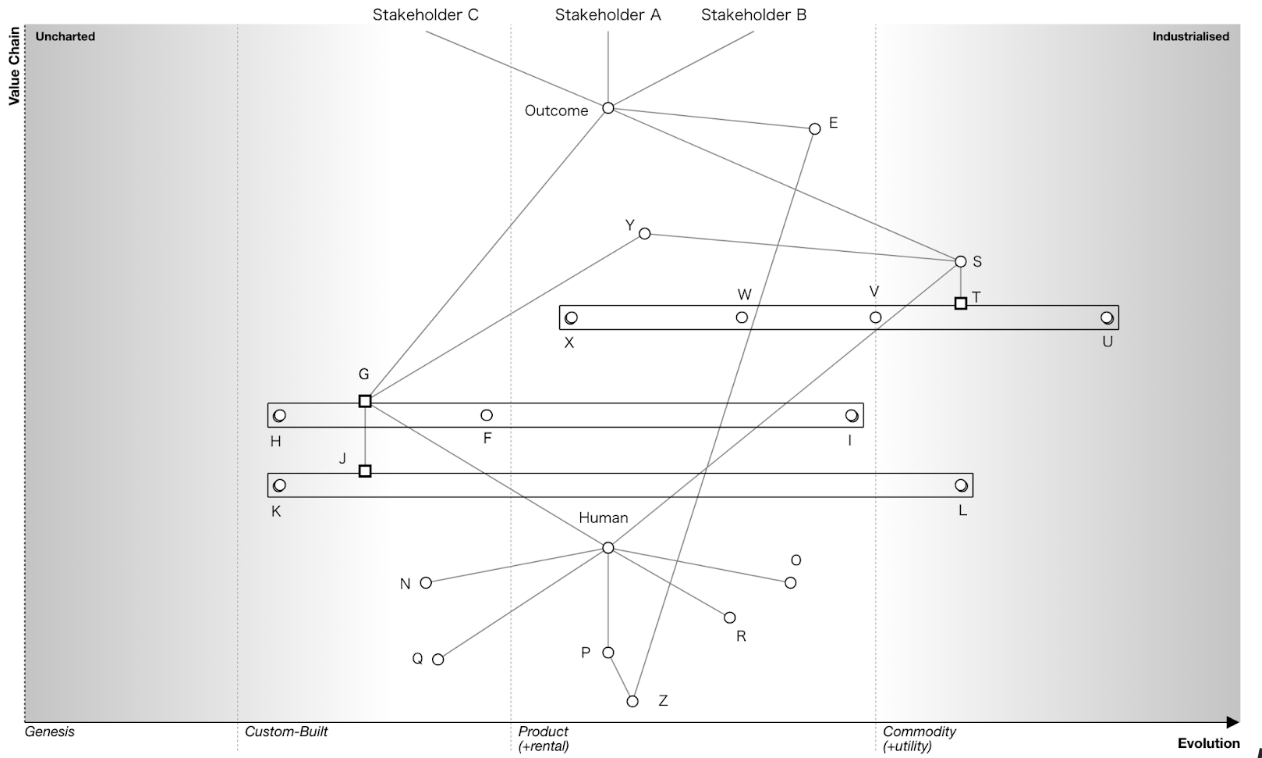 Stakeholder C
Stakeholder A
Stakeholder B
Value Chain
Uncharted
Industrialised
Outcome
E
Y
S
W
V
T
X
U
G
H
F
I
J
K
L
Human
N
O
R
Q
P
Z
Genesis
Custom-Built
Product
(+rental)
Commodity
(+utility)
Evolution